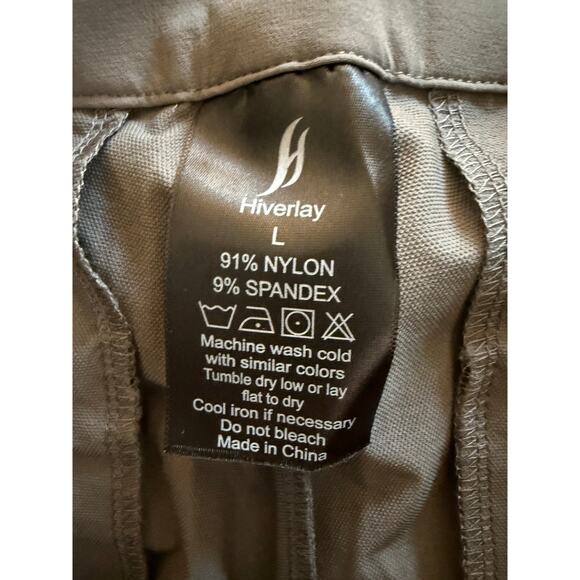 Hiverlay
L
91% NYLON
9% SPANDEX
Machine wash cold
with similar colors
Tumble dry low or lay
flat to dry
Cool iron if necessary
Do not bleach
Made in China